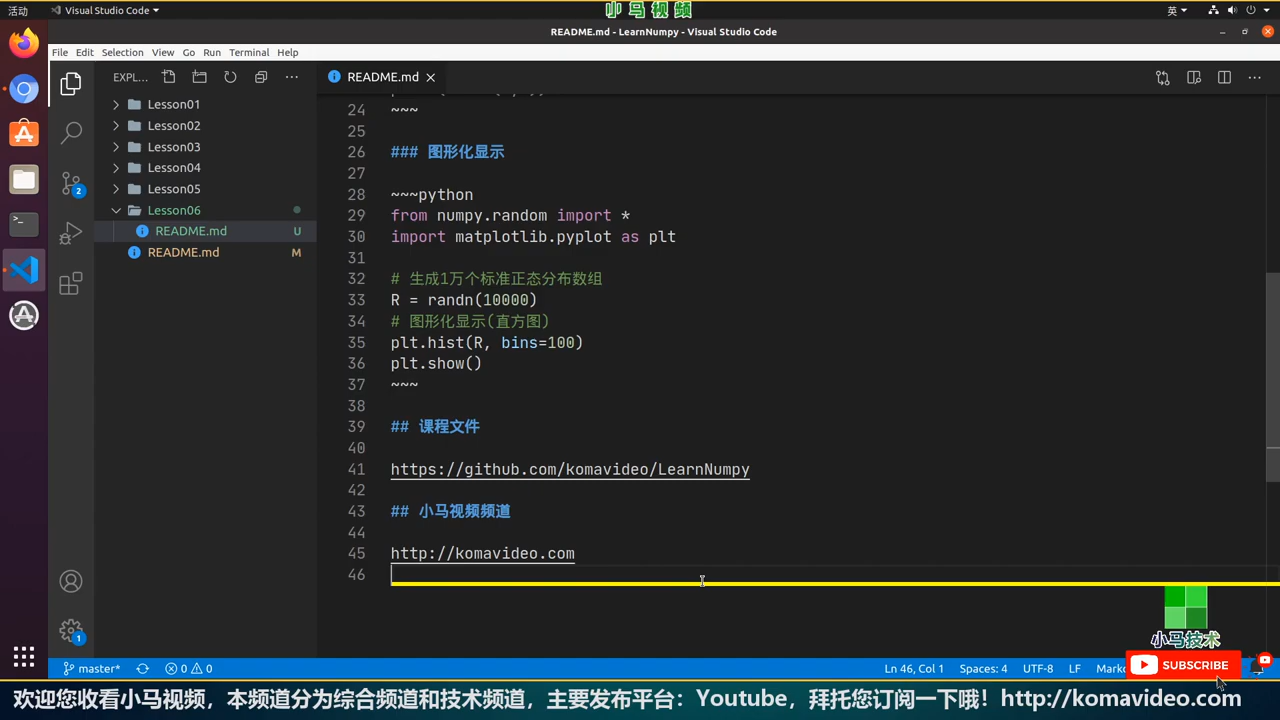 小马视频
活动
Visual Studio Code
英
README.md - LearnNumpy - Visual Studio Code
File Edit Selection View Go Run Terminal Help
EXPL...
README.md
Lesson01
Lesson02
Lesson03
Lesson04
Lesson05
Lesson06
README.md U
README.md M
2
1
24 ~~~
25
26 ### 图形化显示
27
28 ~~~python
29 from numpy.random import *
30 import matplotlib.pyplot as plt
31
32 # 生成1万个标准正态分布数组
33 R = randn(10000)
34 # 图形化显示(直方图)
35 plt.hist(R, bins=100)
36 plt.show()
37 ~~~
38
39 ## 课程文件
40
41 https://github.com/komavideo/LearnNumpy
42
43 ## 小马视频频道
44
45 http://komavideo.com
46
小马技术
SUBSCRIBE
master* 0 0 Ln 46, Col 1 Spaces: 4 UTF-8 LF
欢迎您收看小马视频，本频道分为综合频道和技术频道，主要发布平台：Youtube，拜托您订阅一下哦！http://komavideo.com